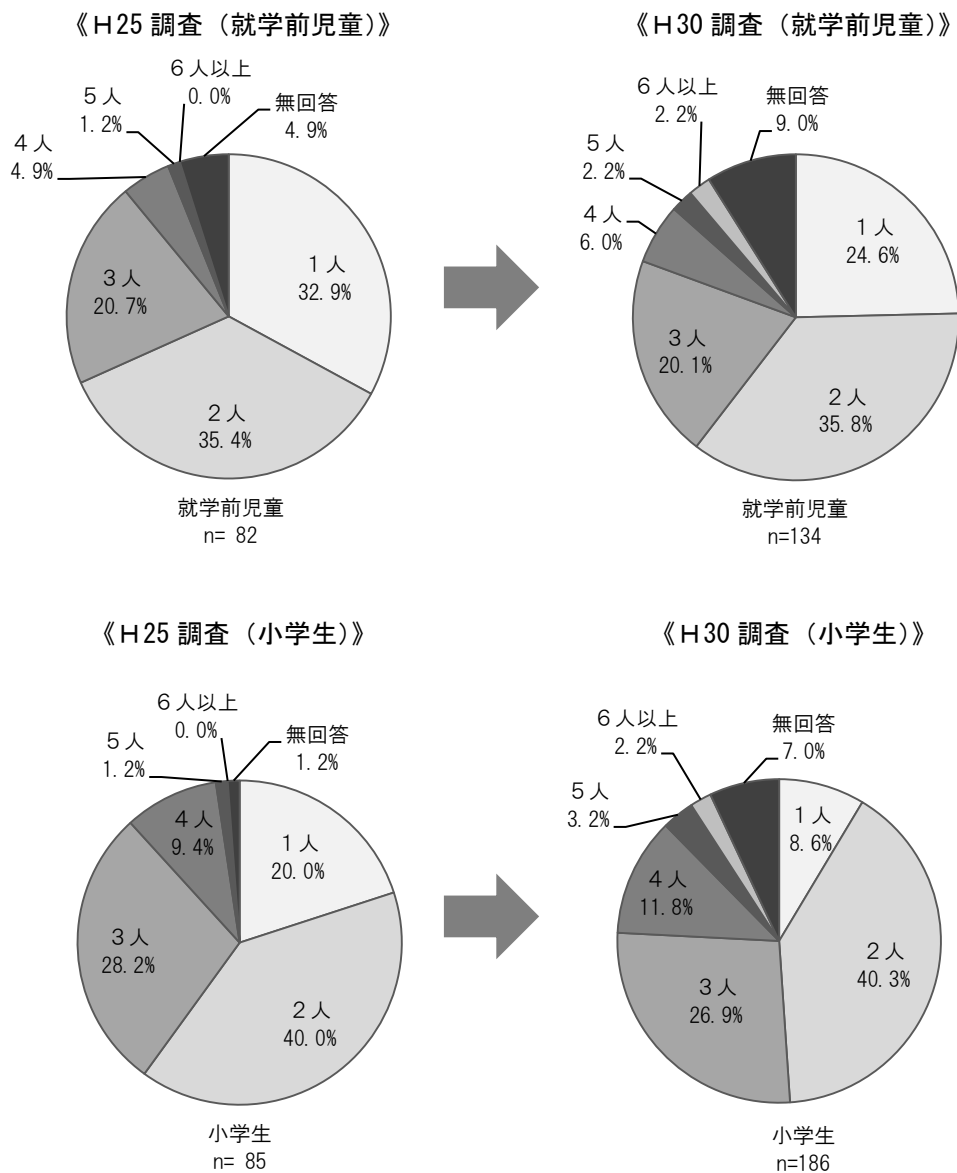 《Ｈ25 調査（就学前児童）》
６人以上
0.0%
５人
1.2%
無回答
4.9%
４人
4.9%
１人
32.9%
３人
20.7%
２人
35.4%
就学前児童
n= 82
《Ｈ30 調査（就学前児童）》
６人以上
2.2%
無回答
9.0%
５人
2.2%
４人
6.0%
１人
24.6%
３人
20.1%
２人
35.8%
就学前児童
n=134
《Ｈ25 調査（小学生）》
６人以上
0.0%
５人
1.2%
無回答
1.2%
４人
9.4%
１人
20.0%
３人
28.2%
２人
40.0%
小学生
n= 85
《Ｈ30 調査（小学生）》
６人以上
2.2%
無回答
7.0%
５人
3.2%
１人
8.6%
４人
11.8%
２人
40.3%
３人
26.9%
小学生
n=186